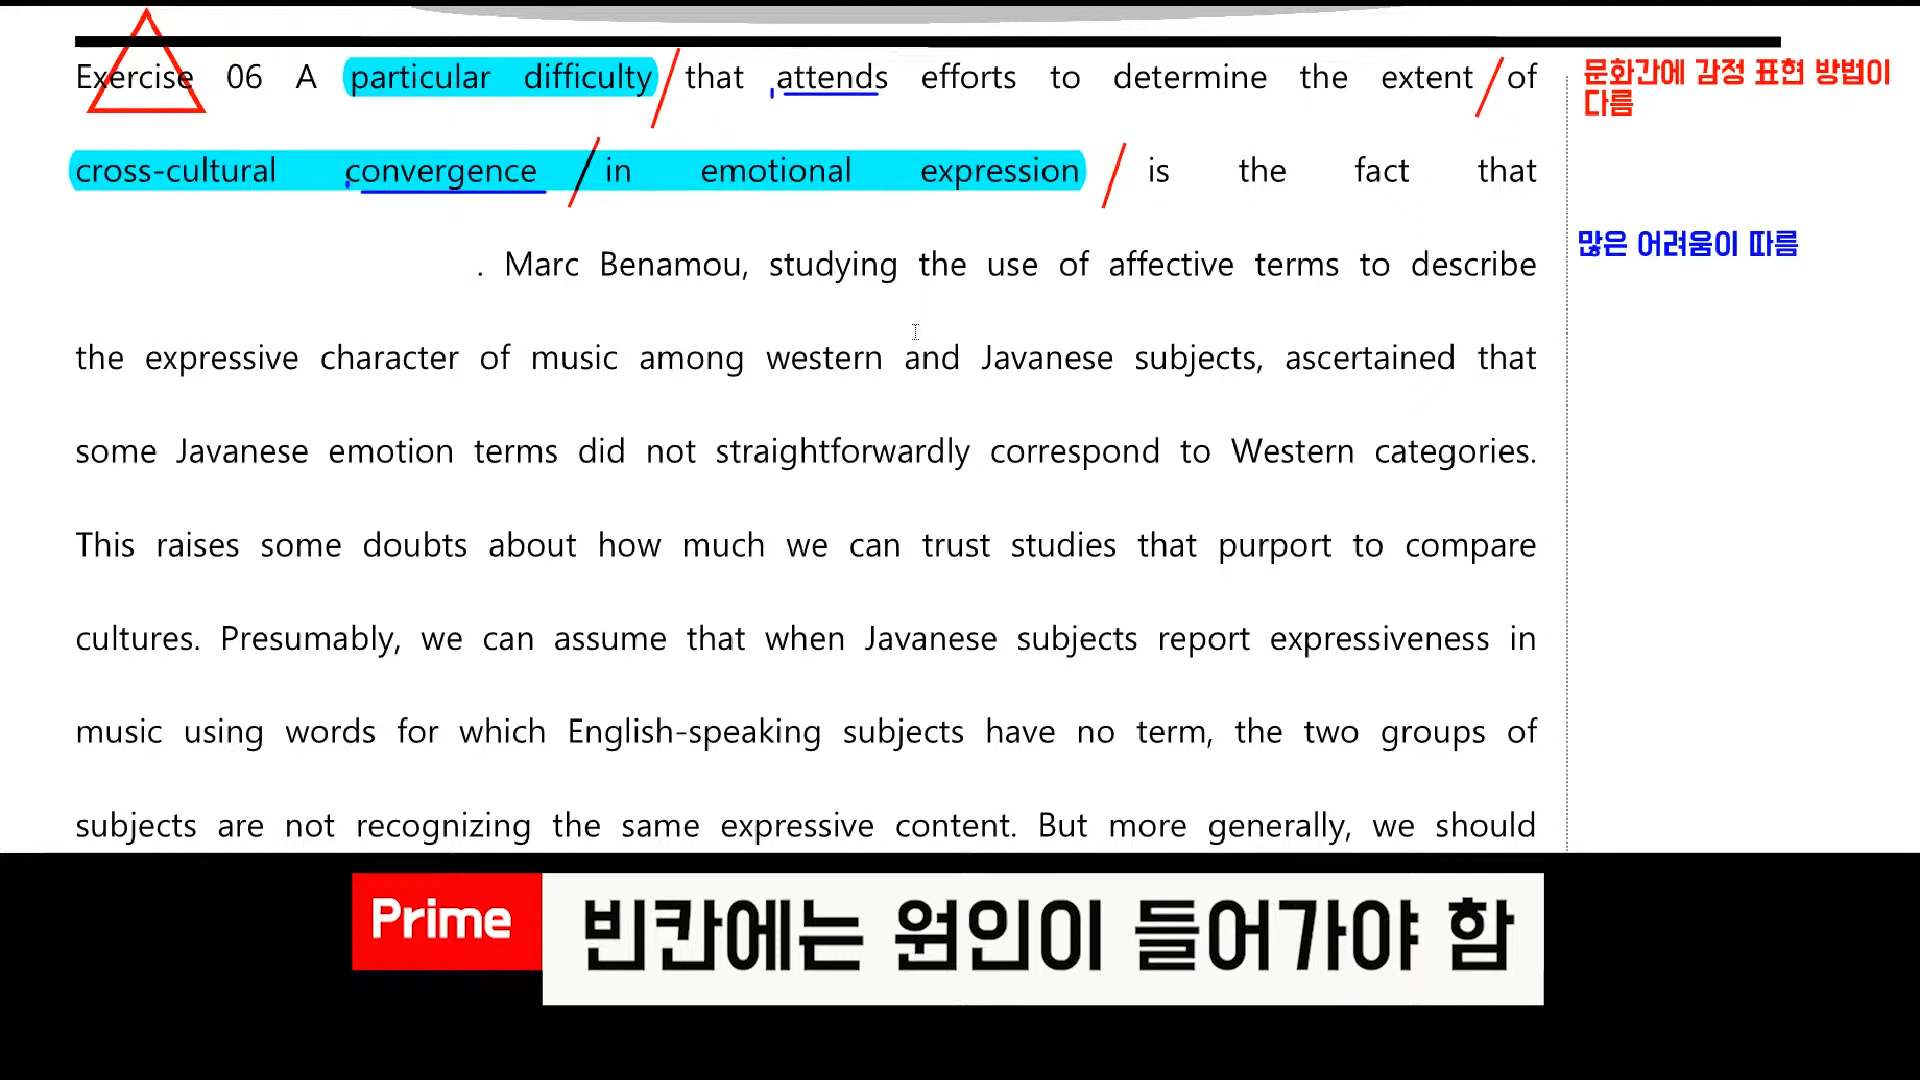 Exercise 06 A particular difficulty that attends efforts to determine the extent of
cross-cultural convergence in emotional expression is the fact that
. Marc Benamou, studying the use of affective terms to describe
the expressive character of music among western and Javanese subjects, ascertained that
some Javanese emotion terms did not straightforwardly correspond to Western categories.
This raises some doubts about how much we can trust studies that purport to compare
cultures. Presumably, we can assume that when Javanese subjects report expressiveness in
music using words for which English-speaking subjects have no term, the two groups of
subjects are not recognizing the same expressive content. But more generally, we should
문화간에 감정 표현 방법이
다름
많은 어려움이 따름
Prime
빈칸에는 원인이 들어가야 함